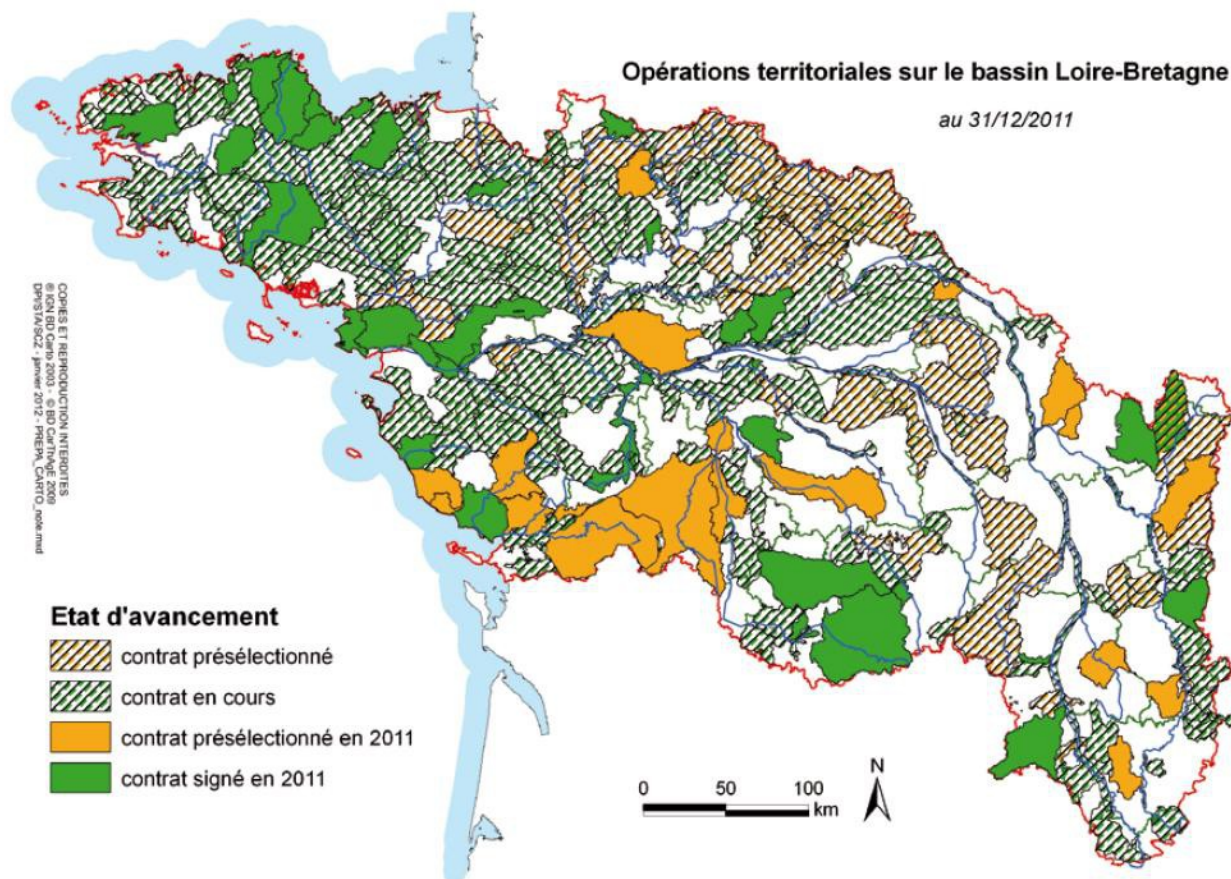 Opérations territoriales sur le bassin Loire-Bretagne
au 31/12/2011
COPIES ET REPRODUCTION INTERDITES
® IGN BD Carto 2003 - © BD CarThAgE 2009
DPI/STA/SCZ - janvier 2012 - PREPA_CARTO_note.mxd
Etat d'avancement
contrat présélectionné
contrat en cours
contrat présélectionné en 2011
contrat signé en 2011
0 50 100
km
N